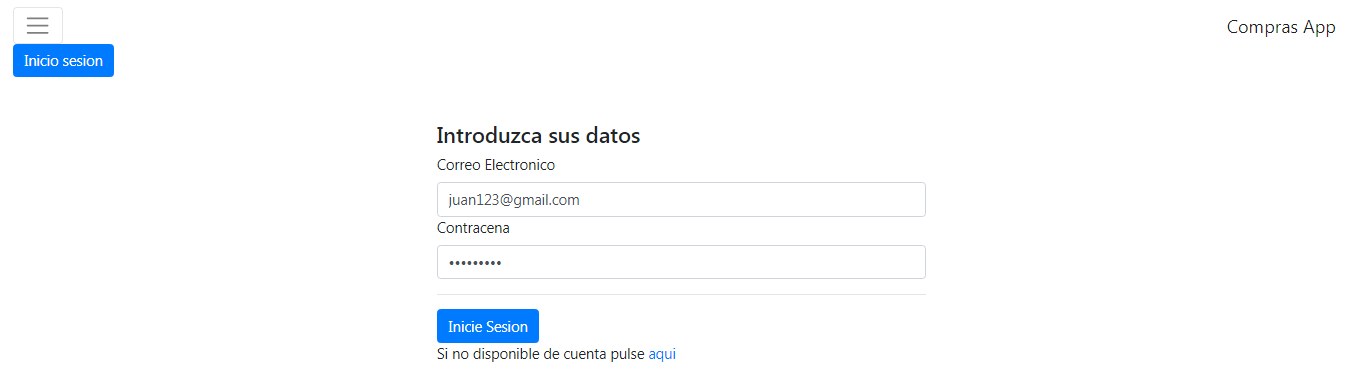 Compras App
Inicio sesion
Introduzca sus datos
Correo Electronico
juan123@gmail.com
Contracena
•••••••••
Inicie Sesion
Si no disponible de cuenta pulse aqui